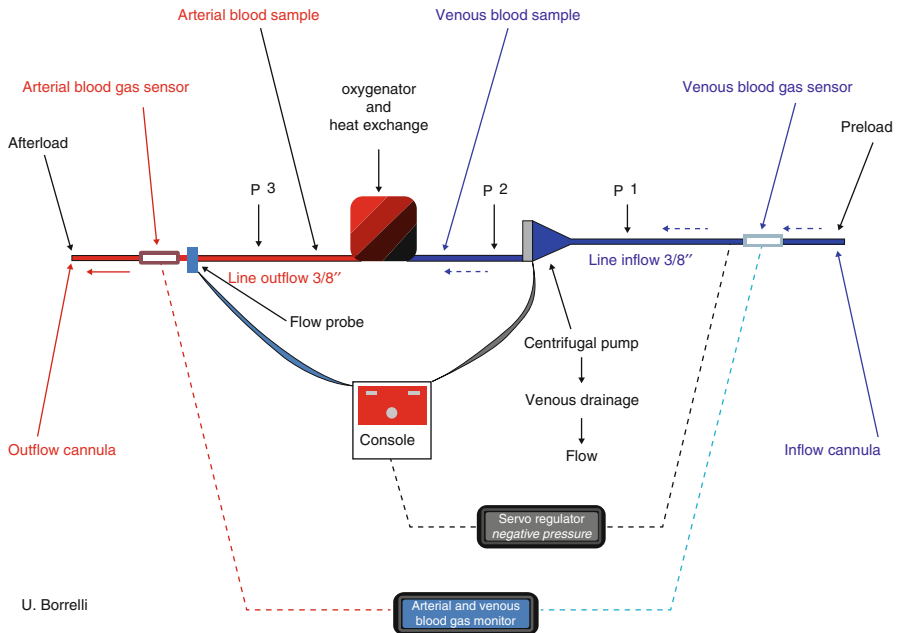 Arterial blood sample
Venous blood sample
Arterial blood gas sensor
oxygenator
and
heat exchange
Venous blood gas sensor
Afterload
Preload
P 3
P 2
P 1
Line outflow 3/8″
Line inflow 3/8″
Flow probe
Centrifugal pump
Venous drainage
Flow
Console
Outflow cannula
Inflow cannula
Servo regulator
negative pressure
U. Borrelli
Arterial and venous
blood gas monitor